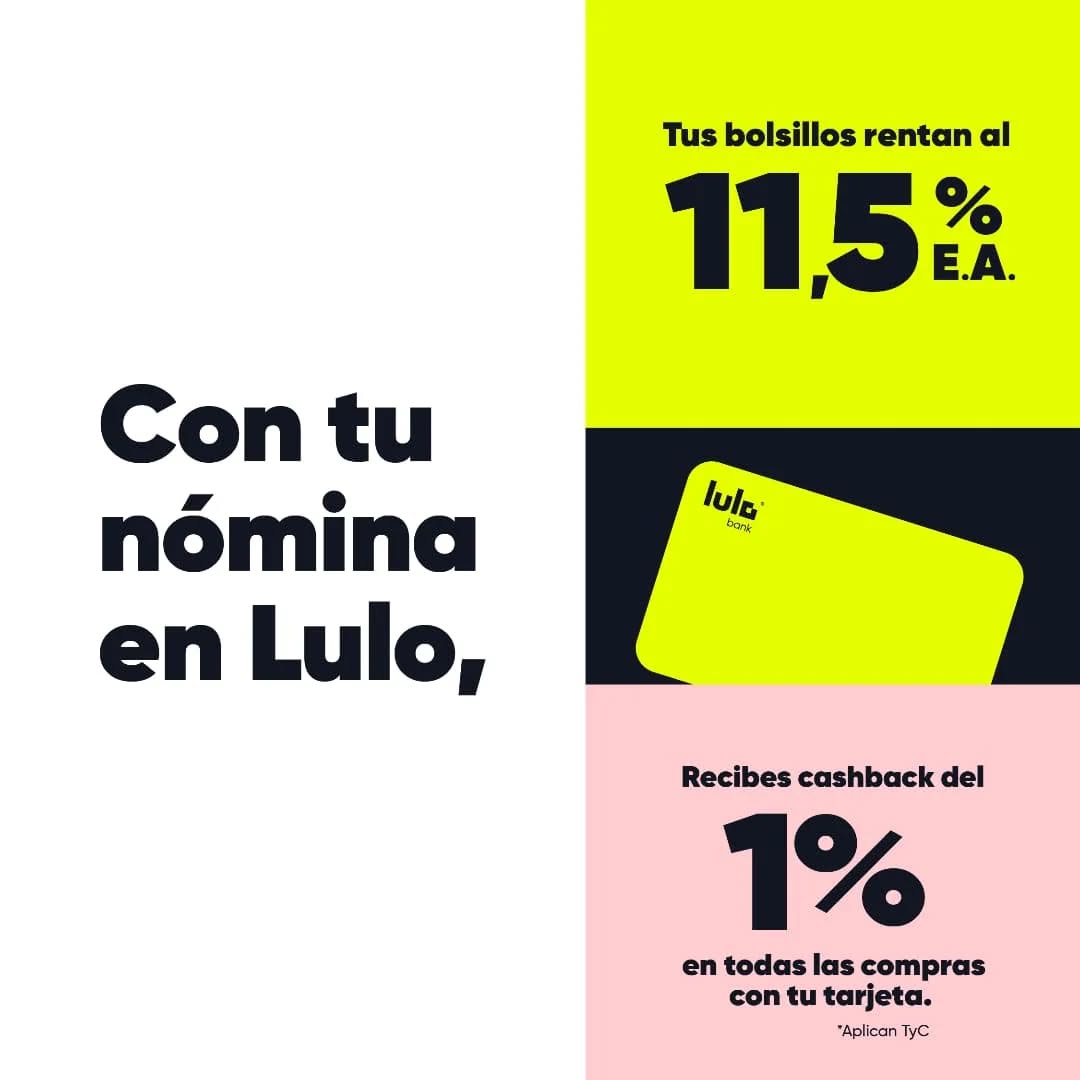 Con tu
nómina
en Lulo,
Tus bolsillos rentan al
11,5%
E.A.
lulo
bank
Recibes cashback del
1%
en todas las compras
con tu tarjeta.
*Aplican TyC